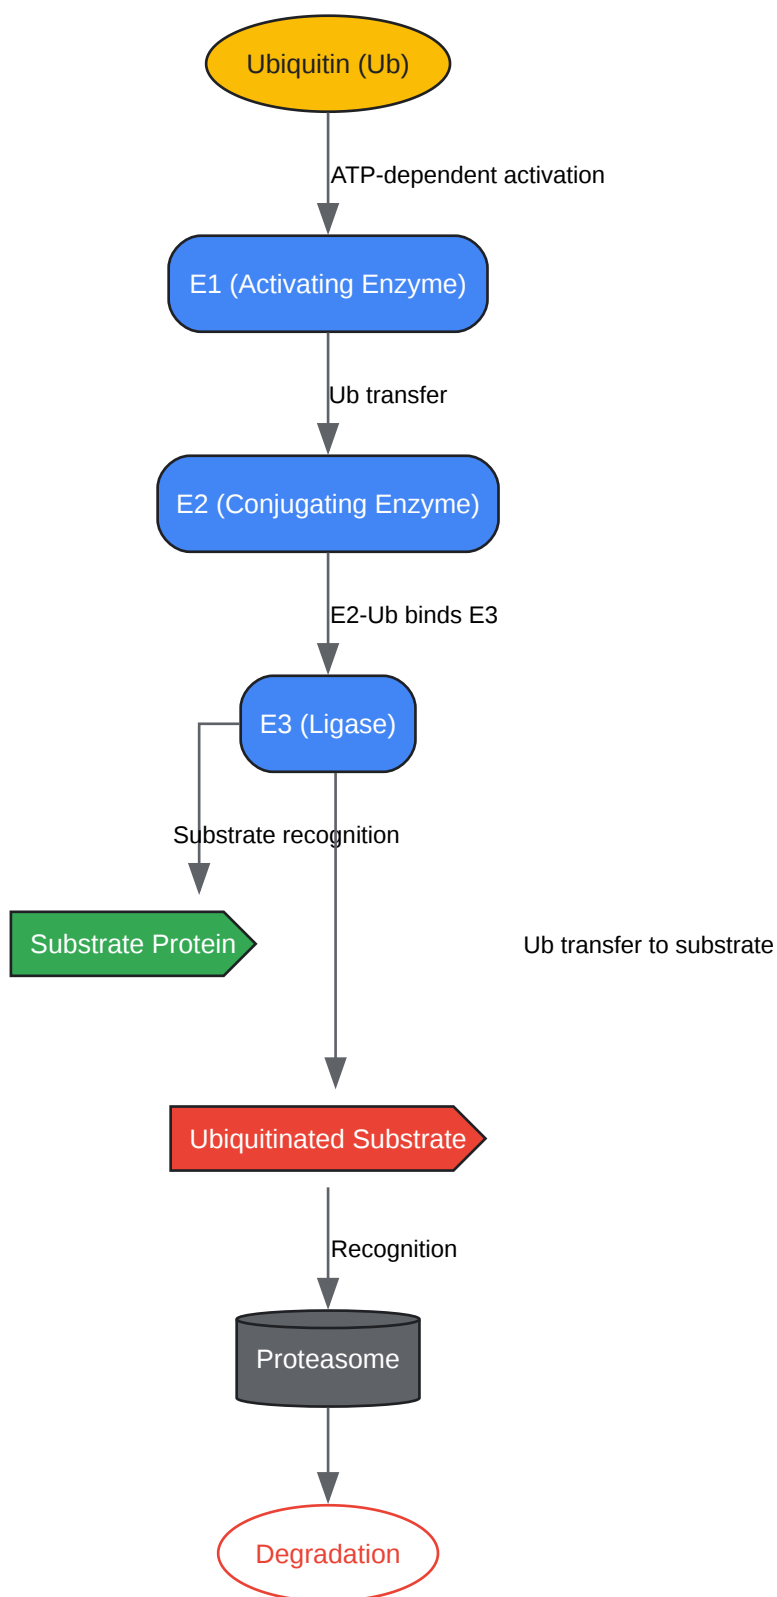 Ubiquitin (Ub)
ATP-dependent activation
E1 (Activating Enzyme)
Ub transfer
E2 (Conjugating Enzyme)
E2-Ub binds E3
E3 (Ligase)
Substrate recognition
Substrate Protein
Ub transfer to substrate
Ubiquitinated Substrate
Recognition
Proteasome
Degradation